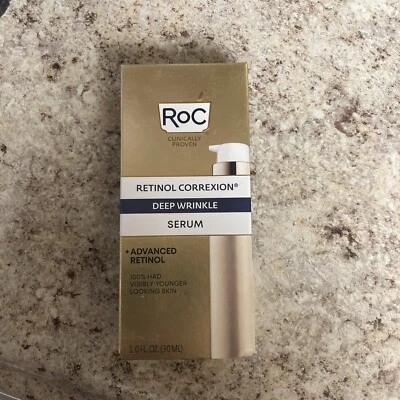 RoC
CLINICALLY
PROVEN
RETINOL CORREXION®
DEEP WRINKLE
SERUM
+ADVANCED
RETINOL
100% HAD
VISIBLY YOUNGER
LOOKING SKIN
1.0 FL. OZ. (30 ML)